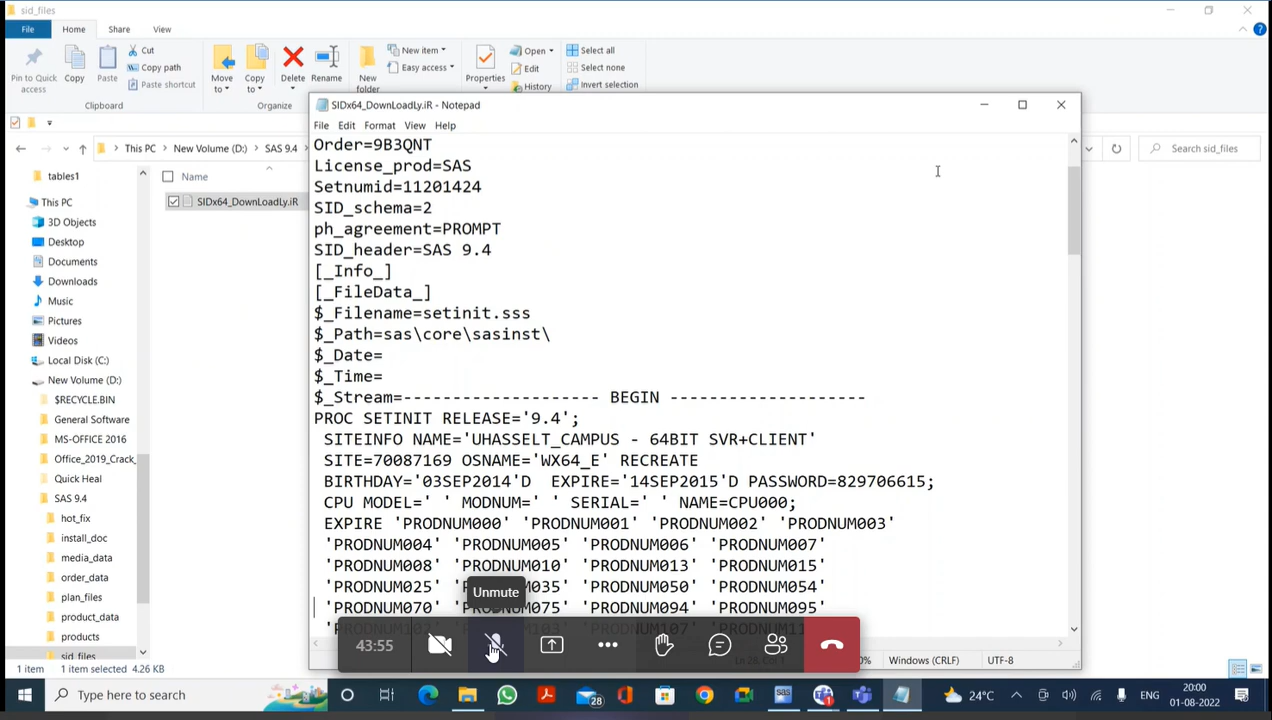 sid_files
File Home Share View
Pin to Quick access
Copy
Paste
Cut
Copy path
Paste shortcut
Clipboard
Move to
Copy to
Delete
Rename
Organize
New folder
New item
Easy access
Properties
Open
Edit
History
Select all
Select none
Invert selection
This PC New Volume (D:) SAS 9.4
Search sid_files
tables1
This PC
3D Objects
Desktop
Documents
Downloads
Music
Pictures
Videos
Local Disk (C:)
New Volume (D:)
$RECYCLE.BIN
General Software
MS-OFFICE 2016
Office_2019_Crack_
Quick Heal
SAS 9.4
hot_fix
install_doc
media_data
order_data
plan_files
product_data
products
sid_files
Name
SIDx64_DownLoadLy.iR
1 item 1 item selected 4.26 KB
SIDx64_DownLoadLy.iR - Notepad
File Edit Format View Help
Order=9B3QNT
License_prod=SAS
Setnumid=11201424
SID_schema=2
ph_agreement=PROMPT
SID_header=SAS 9.4
[_Info_]
[_FileData_]
$_Filename=setinit.sss
$_Path=sas\core\sasinst\
$_Date=
$_Time=
$_Stream=-------------------- BEGIN --------------------
PROC SETINIT RELEASE='9.4';
SITEINFO NAME='UHASSELT_CAMPUS - 64BIT SVR+CLIENT'
SITE=70087169 OSNAME='WX64_E' RECREATE
BIRTHDAY='03SEP2014'D EXPIRE='14SEP2015'D PASSWORD=829706615;
CPU MODEL=' ' MODNUM=' ' SERIAL=' ' NAME=CPU000;
EXPIRE 'PRODNUM000' 'PRODNUM001' 'PRODNUM002' 'PRODNUM003'
'PRODNUM004' 'PRODNUM005' 'PRODNUM006' 'PRODNUM007'
'PRODNUM008' 'PRODNUM010' 'PRODNUM013' 'PRODNUM015'
'PRODNUM025' 'PRODNUM035' 'PRODNUM050' 'PRODNUM054'
'PRODNUM070' 'PRODNUM075' 'PRODNUM094' 'PRODNUM095'
Unmute
43:55
Windows (CRLF) UTF-8
Type here to search
28
1
24°C
ENG
20:00
01-08-2022